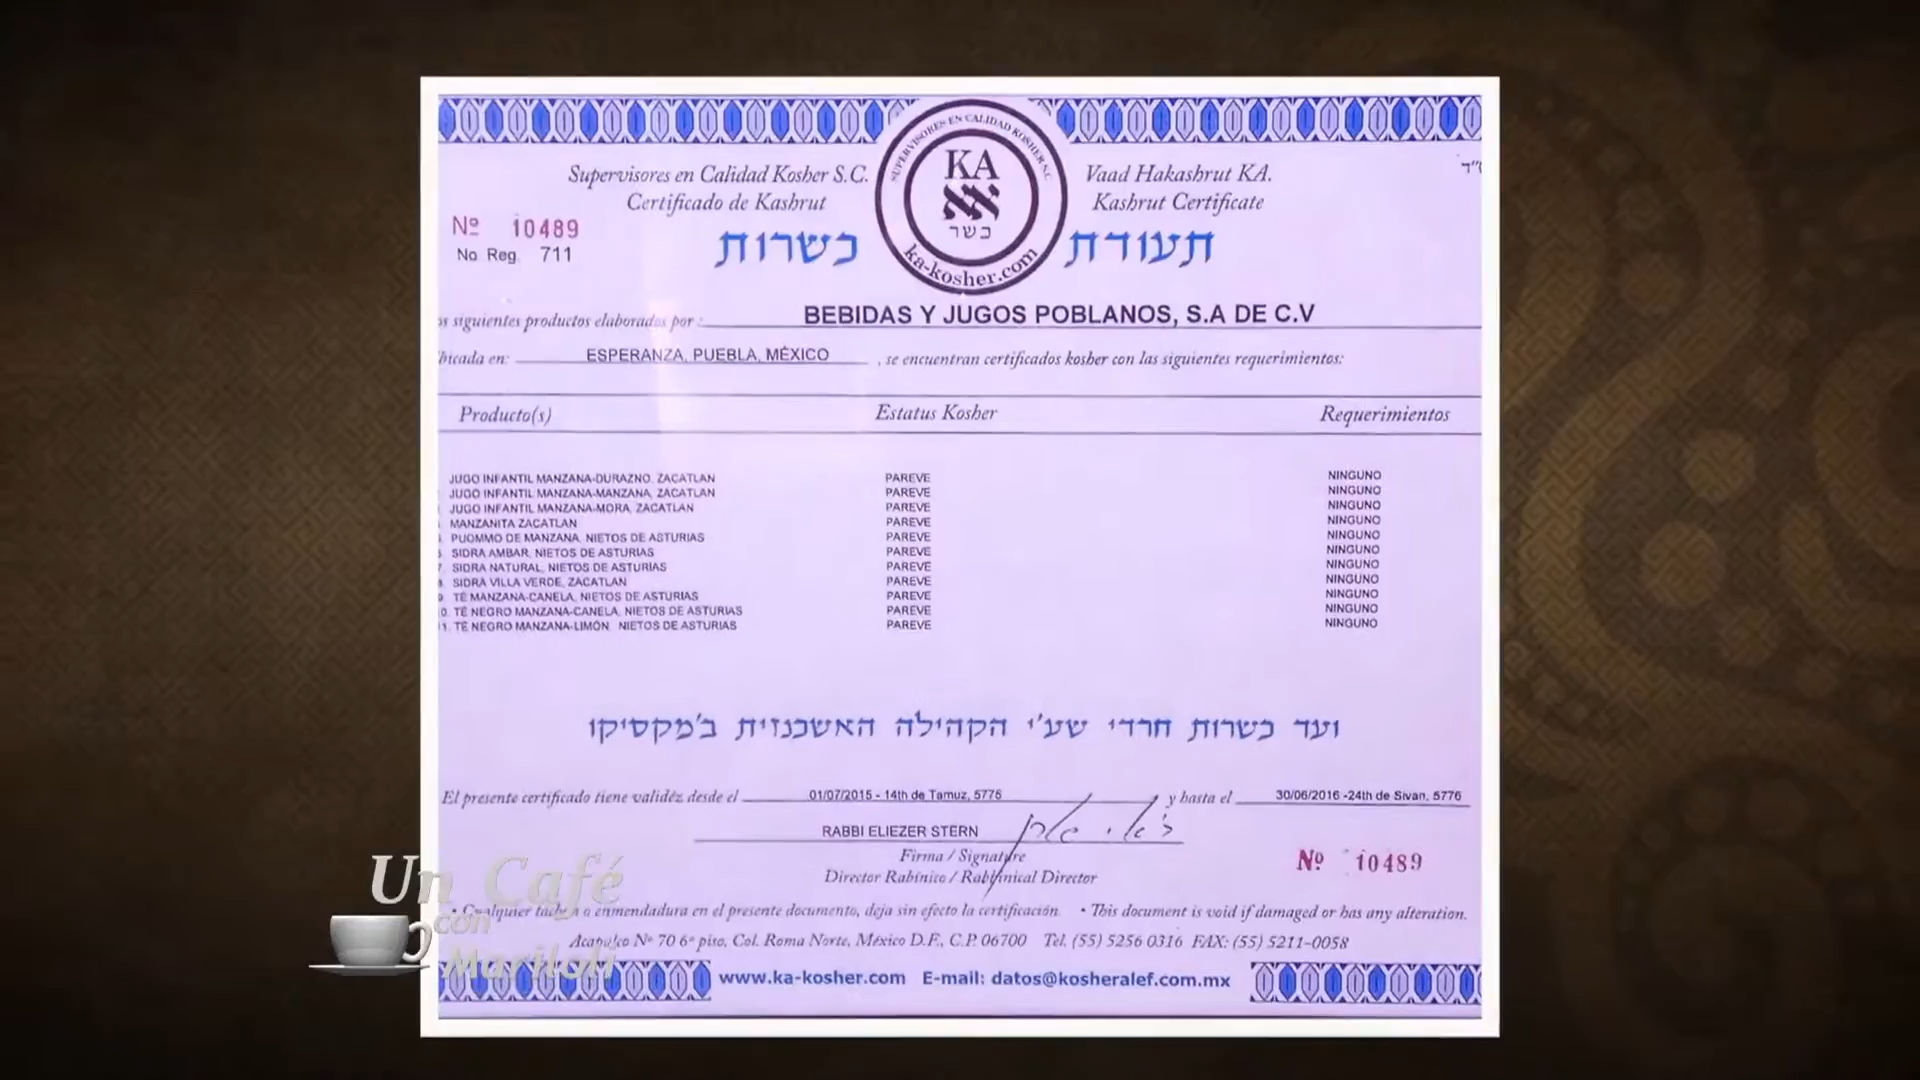 SUPERVISORES EN CALIDAD KOSHER S.C.
KA
כשר
ka-kosher.com
Supervisores en Calidad Kosher S.C.
Certificado de Kashrut
Vaad Hakashrut KA.
Kashrut Certificate
Nº 10489
No. Reg. 711
תעודת כשרות
siguientes productos elaborados por : BEBIDAS Y JUGOS POBLANOS, S.A DE C.V
en: ESPERANZA, PUEBLA, MÉXICO , se encuentran certificados kosher con las siguientes requerimientos:
Producto(s) Estatus Kosher Requerimientos
JUGO INFANTIL MANZANA-DURAZNO, ZACATLAN PAREVE NINGUNO
JUGO INFANTIL MANZANA-MANZANA, ZACATLAN PAREVE NINGUNO
JUGO INFANTIL MANZANA-MORA, ZACATLAN PAREVE NINGUNO
MANZANITA ZACATLAN PAREVE NINGUNO
PUOMMO DE MANZANA, NIETOS DE ASTURIAS PAREVE NINGUNO
SIDRA AMBAR, NIETOS DE ASTURIAS PAREVE NINGUNO
SIDRA NATURAL, NIETOS DE ASTURIAS PAREVE NINGUNO
SIDRA VILLA VERDE, ZACATLAN PAREVE NINGUNO
TÉ MANZANA-CANELA, NIETOS DE ASTURIAS PAREVE NINGUNO
TÉ NEGRO MANZANA-CANELA, NIETOS DE ASTURIAS PAREVE NINGUNO
TÉ NEGRO MANZANA-LIMÓN, NIETOS DE ASTURIAS PAREVE NINGUNO
ועד כשרות חרדי שע"י הקהילה האשכנזית במקסיקו
El presente certificado tiene validéz desde el 01/07/2015 - 14th de Tamuz, 5775 y hasta el 30/06/2016 -24th de Sivan, 5776
RABBI ELIEZER STERN
Firma / Signature
Director Rabínico / Rabbinical Director
Nº 10489
• Cualquier tacha o enmendadura en el presente documento, deja sin efecto la certificación. • This document is void if damaged or has any alteration.
Acapulco Nº 70 6º piso, Col. Roma Norte, México D.F., C.P. 06700 Tel. (55) 5256 0316 FAX: (55) 5211-0058
www.ka-kosher.com E-mail: datos@kosheralef.com.mx
Un Café
con
Mariloli